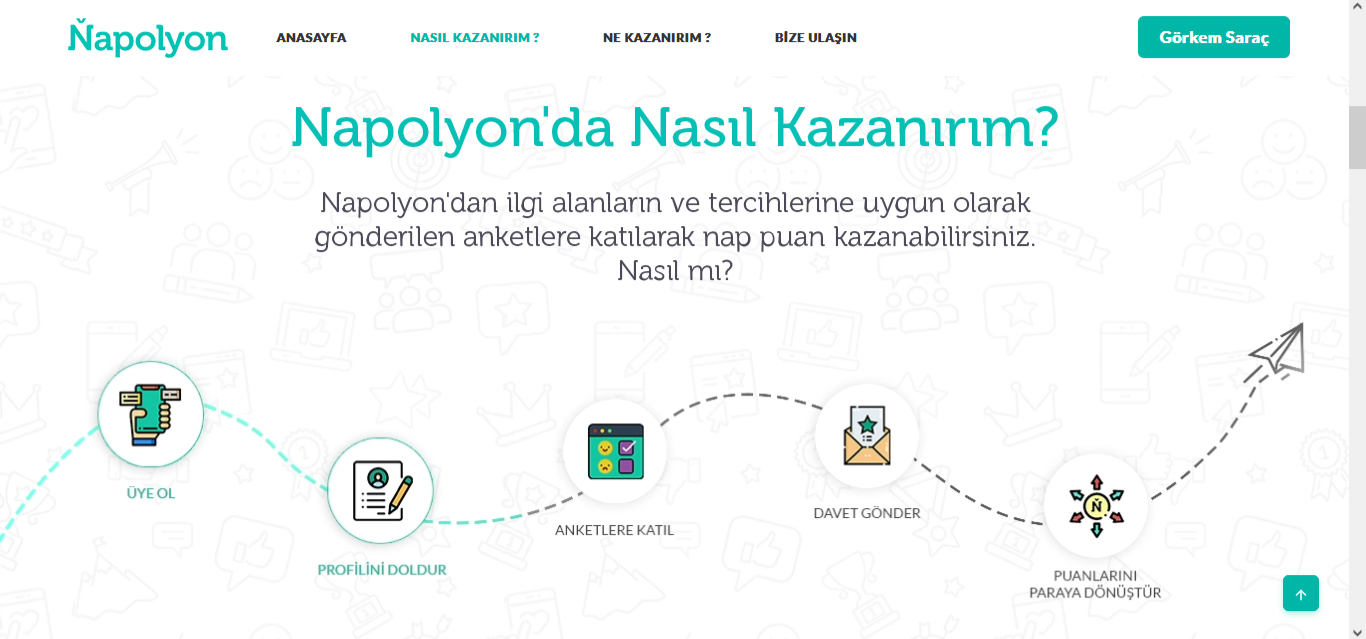 Ňapolyon
ANASAYFA
NASIL KAZANIRIM ?
NE KAZANIRIM ?
BİZE ULAŞIN
Görkem Saraç
Napolyon'da Nasıl Kazanırım?
Napolyon'dan ilgi alanların ve tercihlerine uygun olarak
gönderilen anketlere katılarak nap puan kazanabilirsiniz.
Nasıl mı?
ÜYE OL
PROFİLİNİ DOLDUR
ANKETLERE KATIL
DAVET GÖNDER
Ň
PUANLARINI
PARAYA DÖNÜŞTÜR